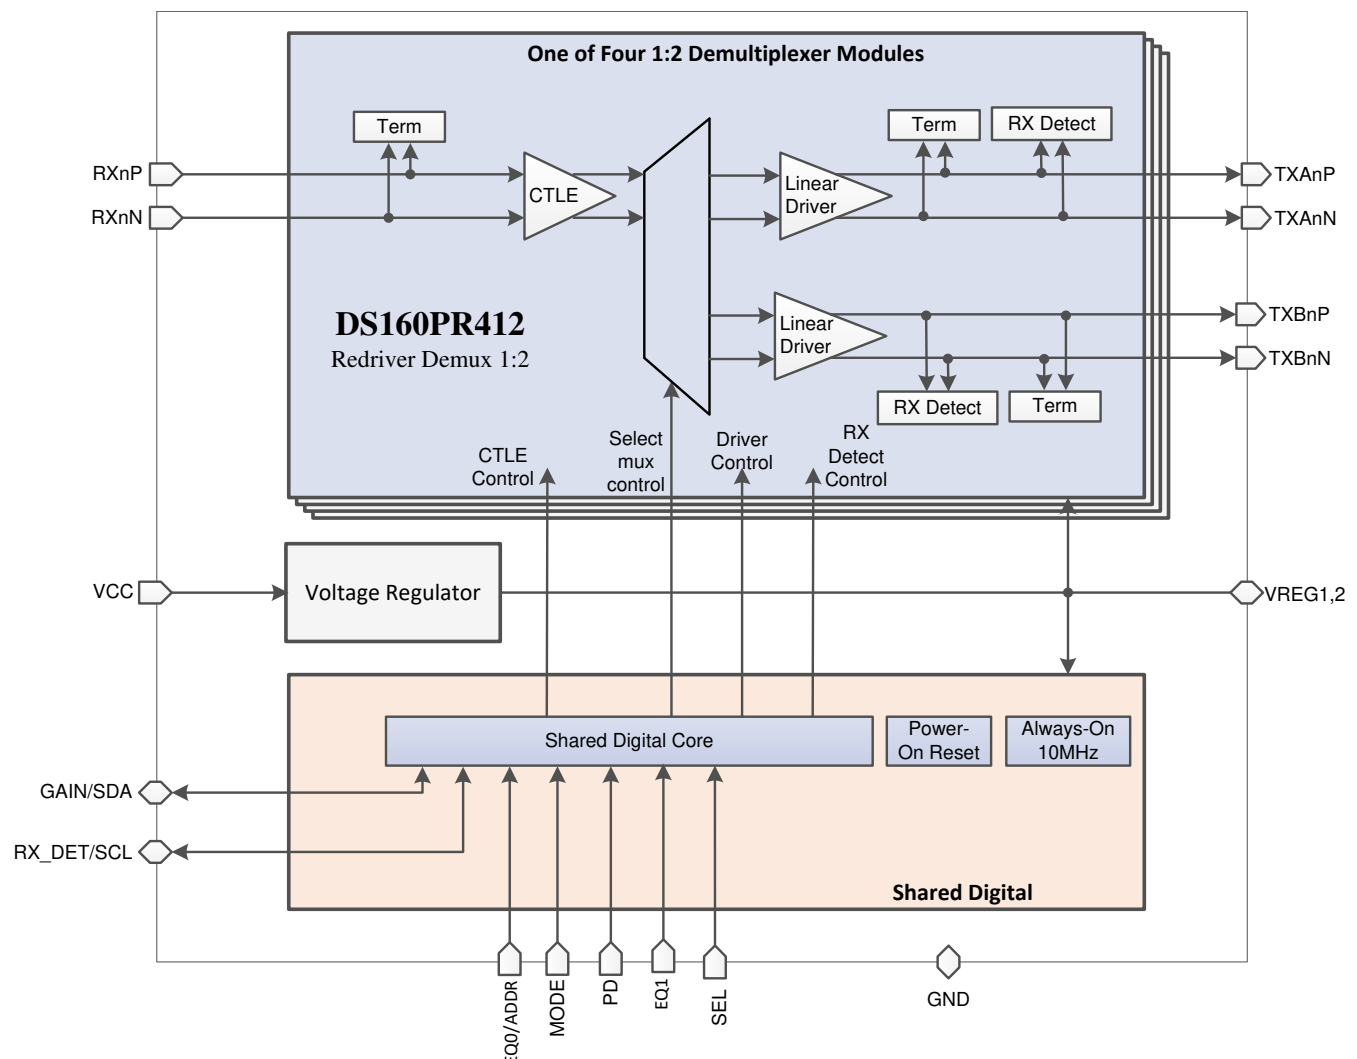 One of Four 1:2 Demultiplexer Modules
Term
Term
RX Detect
RXnP
RXnN
CTLE
Linear
Driver
TXAnP
TXAnN
DS160PR412
Redriver Demux 1:2
Linear
Driver
TXBnP
TXBnN
RX Detect
Term
CTLE
Control
Select
mux
control
Driver
Control
RX
Detect
Control
VCC
Voltage Regulator
VREG1,2
Shared Digital Core
Power-
On Reset
Always-On
10MHz
GAIN/SDA
RX_DET/SCL
Shared Digital
EQ0/ADDR
MODE
PD
EQ1
SEL
GND